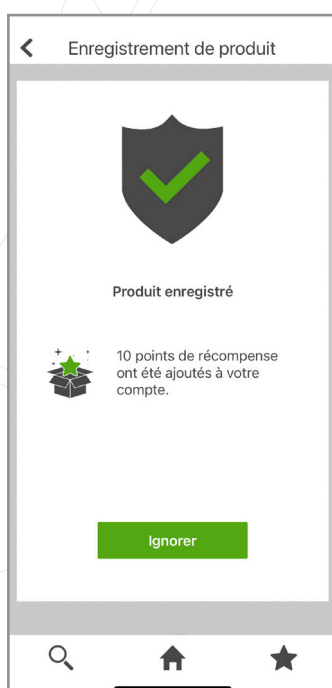 Enregistrement de produit
Produit enregistré
10 points de récompense
ont été ajoutés à votre
compte.
Ignorer